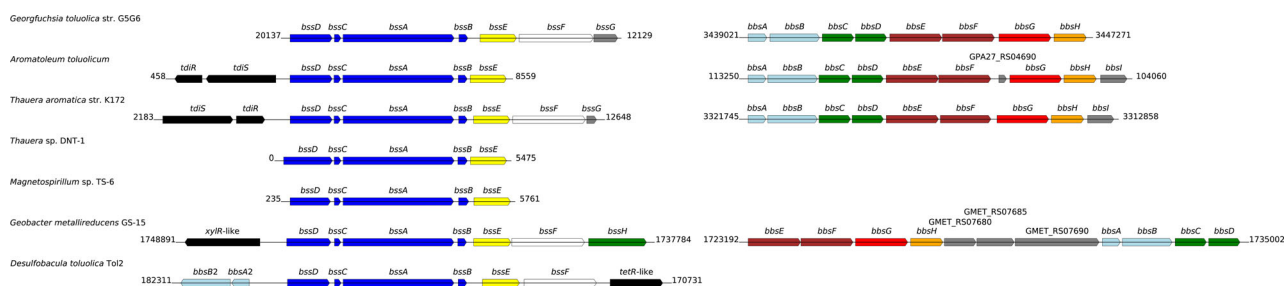 Georgfuchsia toluolica str. G5G6
bssD bssC bssA bssB bssE bssF bssG
bbsA bbsB bbsC bbsD bbsE bbsF bbsG bbsH
20137 12129
3439021 3447271
Aromatoleum toluolicum
GPA27_RS04690
tdiR tdiS bssD bssC bssA bssB bssE
bbsA bbsB bbsC bbsD bbsE bbsF bbsG bbsH bbsI
458 8559
113250 104060
Thauera aromatica str. K172
tdiS tdiR bssD bssC bssA bssB bssE bssF bssG
bbsA bbsB bbsC bbsD bbsE bbsF bbsG bbsH bbsI
2183 12648
3321745 3312858
Thauera sp. DNT-1
bssD bssC bssA bssB bssE
0 5475
Magnetospirillum sp. TS-6
bssD bssC bssA bssB bssE
235 5761
GMET_RS07685
Geobacter metallireducens GS-15
GMET_RS07680
xylR-like bssD bssC bssA bssB bssE bssF bssH
bbsE bbsF bbsG bbsH GMET_RS07690 bbsA bbsB bbsC bbsD
1748891 1737784
1723192 1735002
Desulfobacula toluolica Tol2
bbsB2 bbsA2 bssD bssC bssA bssB bssE bssF tetR-like
182311 170731